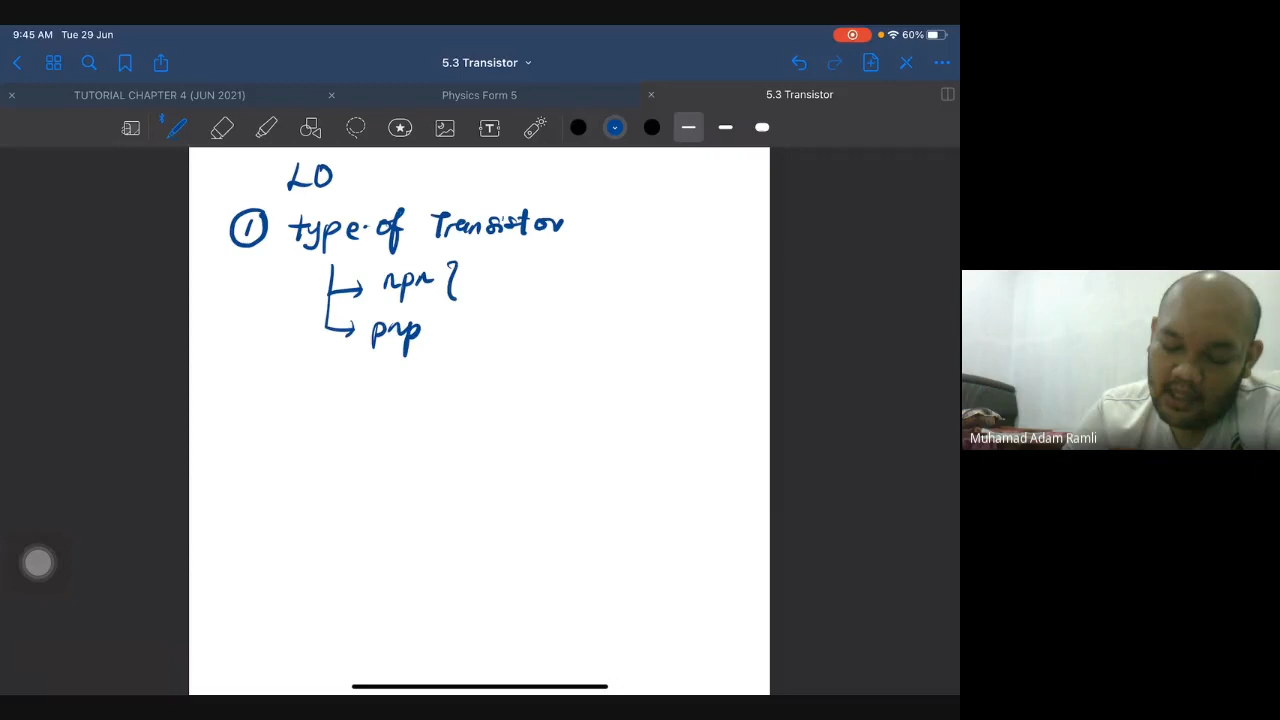 9:45 AM Tue 29 Jun
60%
5.3 Transistor
TUTORIAL CHAPTER 4 (JUN 2021)
Physics Form 5
5.3 Transistor
T
LO
① type of Transistor
→ npn {
→ pnp
Muhamad Adam Ramli